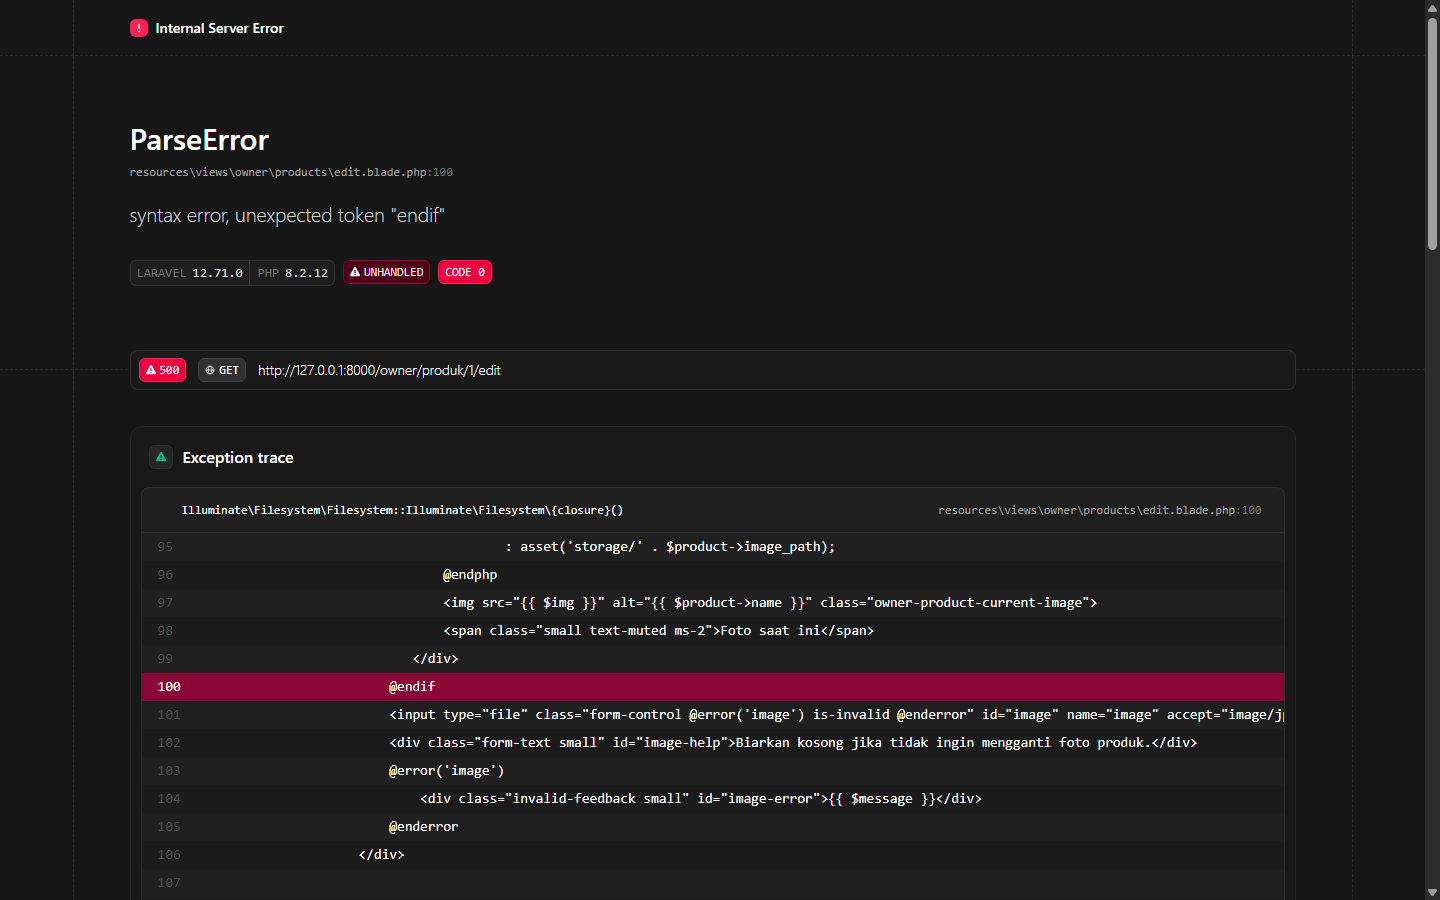 ! Internal Server Error
ParseError
resources\views\owner\products\edit.blade.php:100
syntax error, unexpected token "endif"
LARAVEL 12.71.0 PHP 8.2.12 UNHANDLED CODE 0
500 GET http://127.0.0.1:8000/owner/produk/1/edit
Exception trace
Illuminate\Filesystem\Filesystem::Illuminate\Filesystem\{closure}() resources\views\owner\products\edit.blade.php:100
95 : asset('storage/' . $product->image_path);
96 @endphp
97 <img src="{{ $img }}" alt="{{ $product->name }}" class="owner-product-current-image">
98 <span class="small text-muted ms-2">Foto saat ini</span>
99 </div>
100 @endif
101 <input type="file" class="form-control @error('image') is-invalid @enderror" id="image" name="image" accept="image/j
102 <div class="form-text small" id="image-help">Biarkan kosong jika tidak ingin mengganti foto produk.</div>
103 @error('image')
104 <div class="invalid-feedback small" id="image-error">{{ $message }}</div>
105 @enderror
106 </div>
107